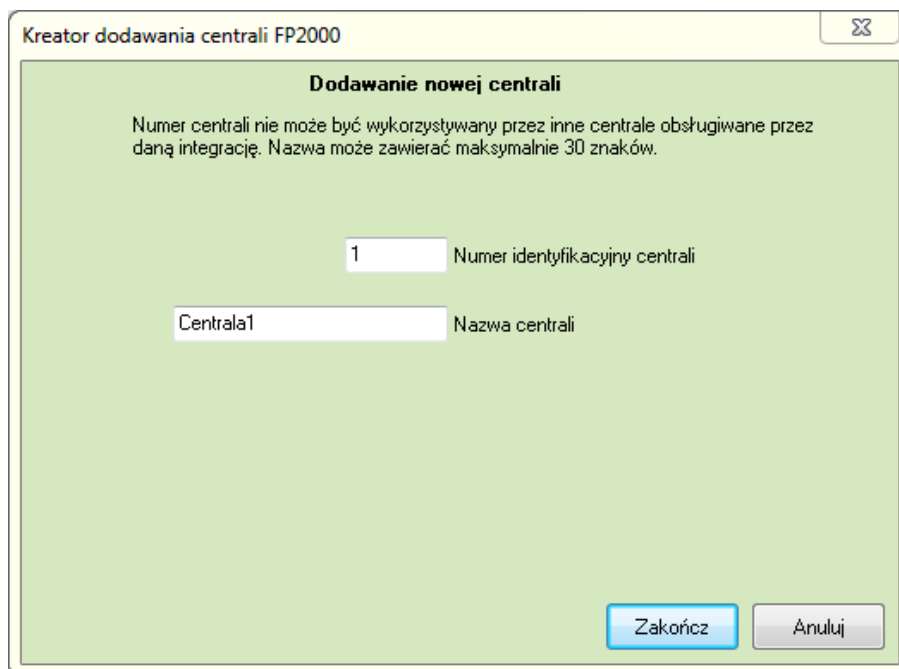 Kreator dodawania centrali FP2000
Dodawanie nowej centrali
Numer centrali nie może być wykorzystywany przez inne centrale obsługiwane przez
daną integrację. Nazwa może zawierać maksymalnie 30 znaków.
1 Numer identyfikacyjny centrali
Centrala1 Nazwa centrali
Zakończ Anuluj